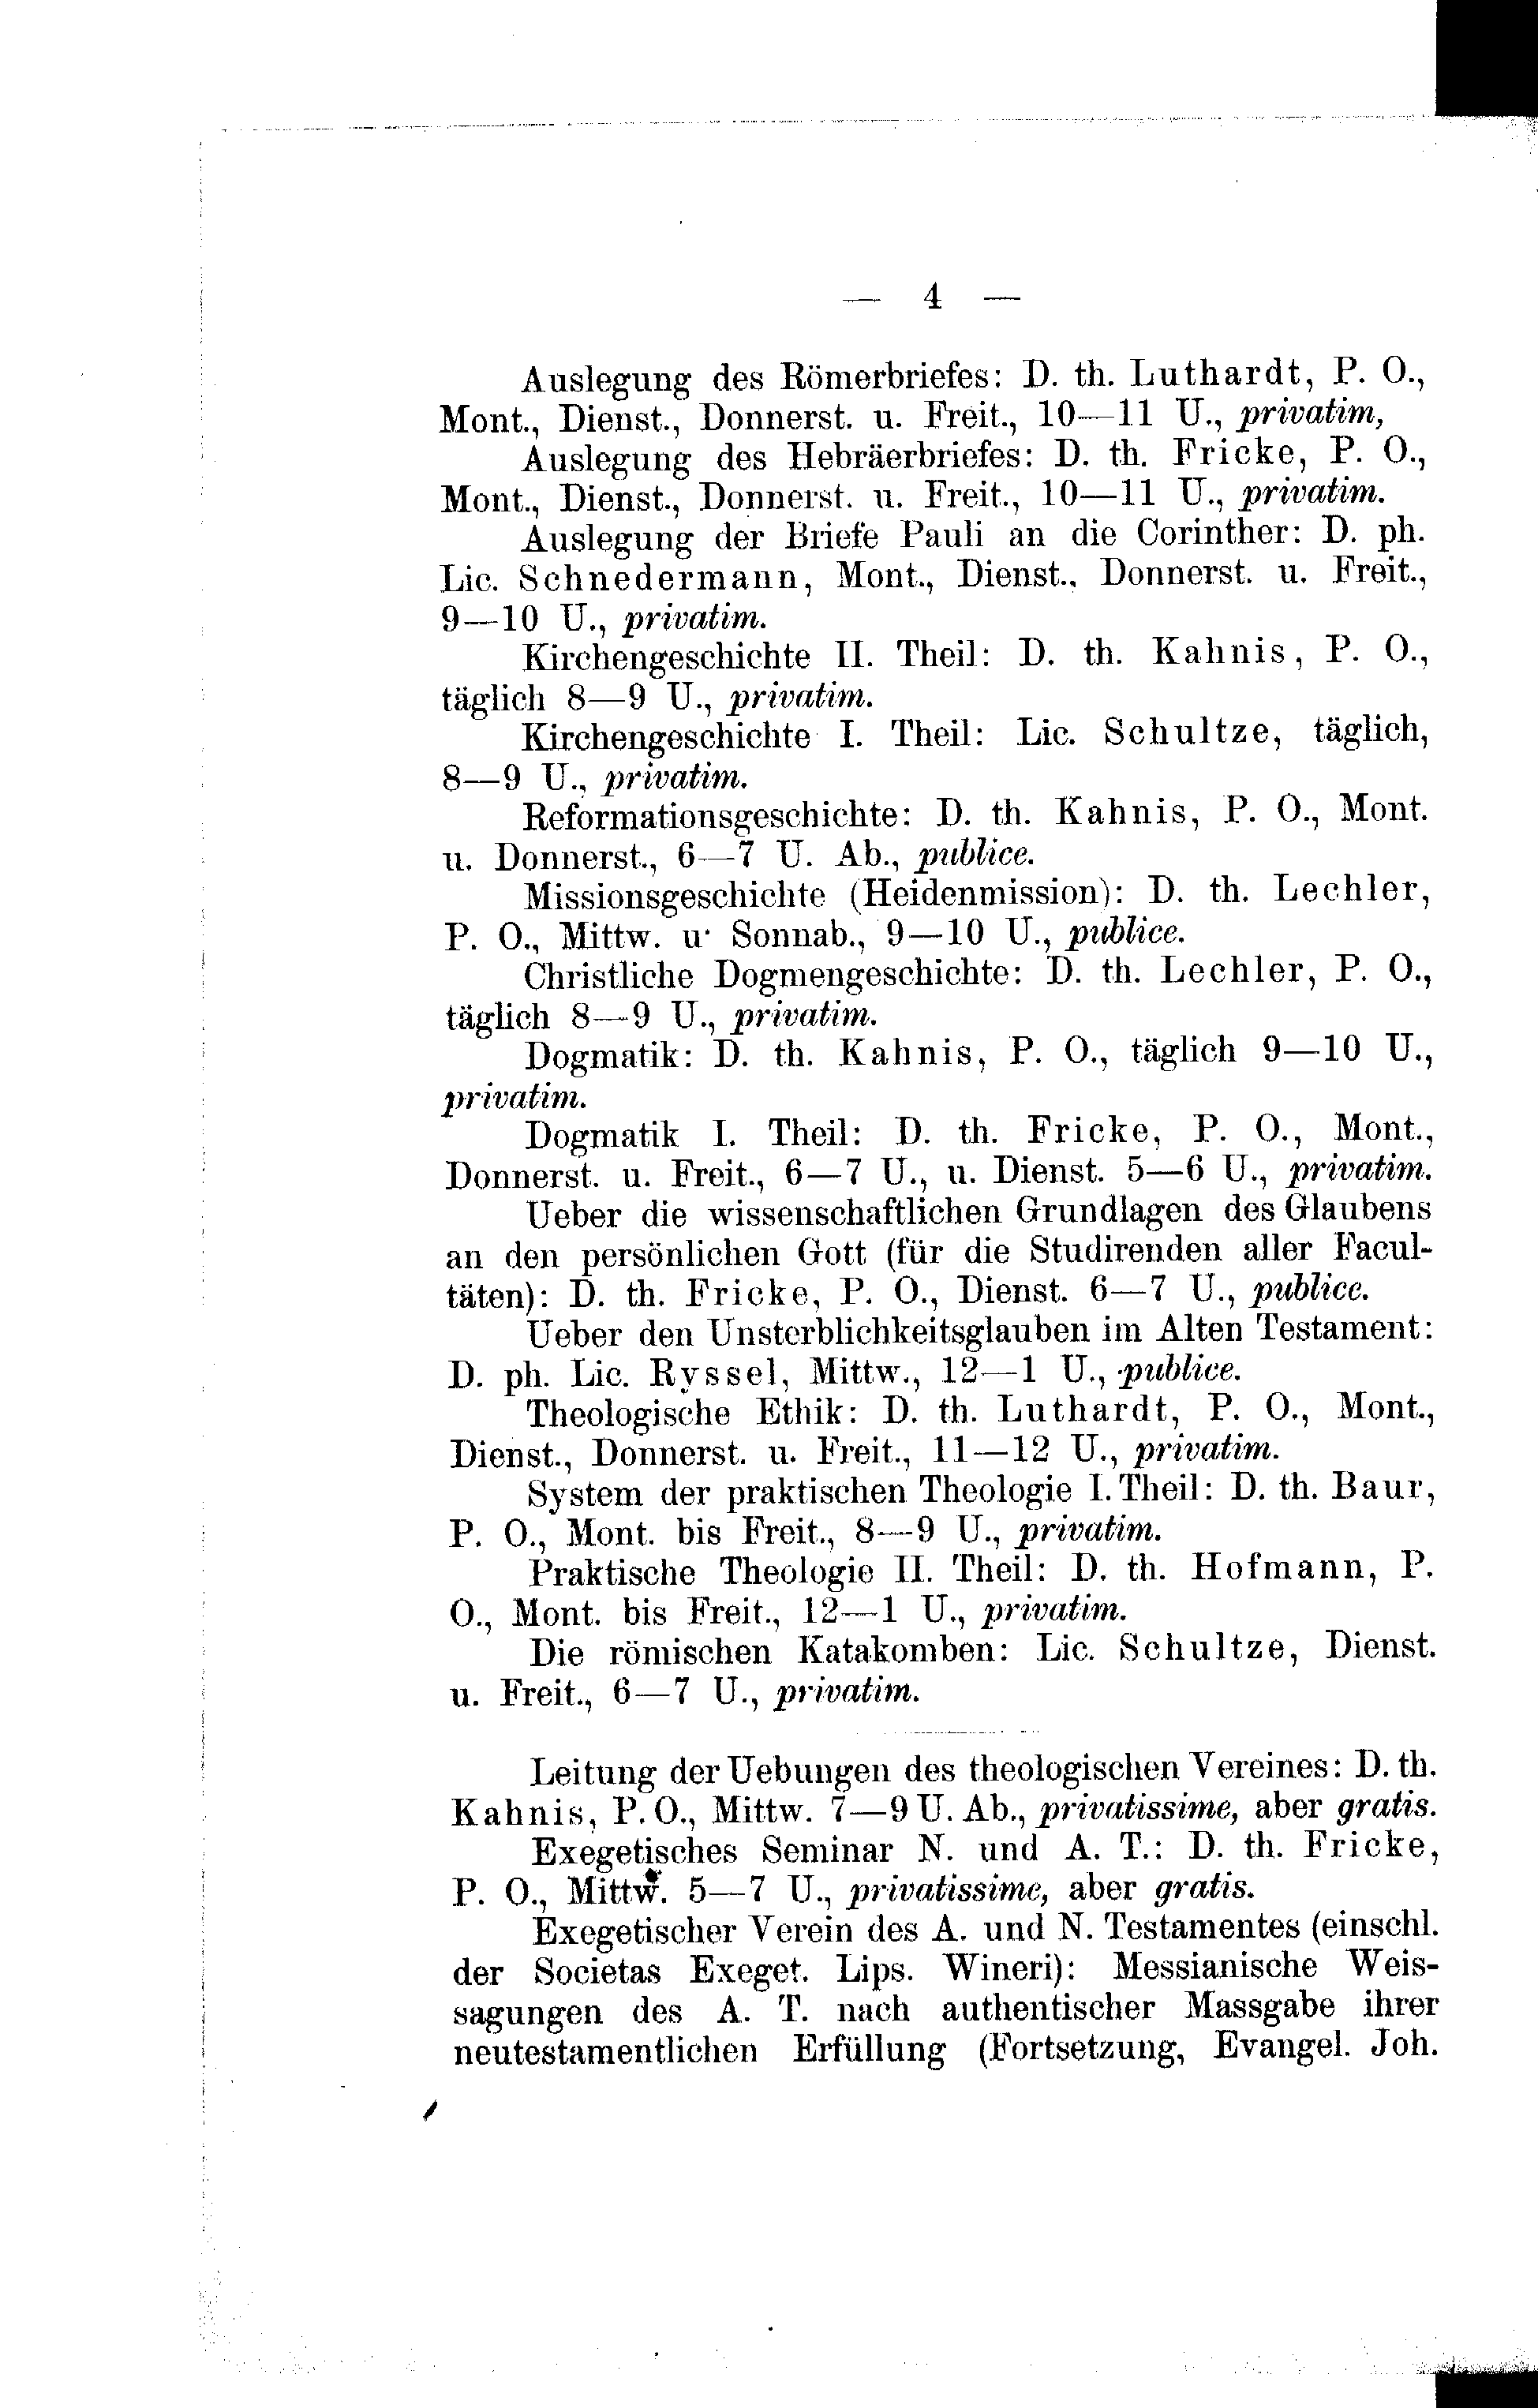 — 4 —
Auslegung des Römerbriefes: D. th. Luthardt, P. O.,
Mont., Dienst., Donnerst. u. Freit., 10—11 U., privatim,
Auslegung des Hebräerbriefes: D. th. Fricke, P. O.,
Mont., Dienst., Donnerst. u. Freit., 10—11 U., privatim.
Auslegung der Briefe Pauli an die Corinther: D. ph.
Lic. Schnedermann, Mont., Dienst., Donnerst. u. Freit.,
9—10 U., privatim.
Kirchengeschichte II. Theil: D. th. Kahnis, P. O.,
täglich 8—9 U., privatim.
Kirchengeschichte I. Theil: Lic. Schultze, täglich,
8—9 U., privatim.
Reformationsgeschichte: D. th. Kahnis, P. O., Mont.
u. Donnerst., 6—7 U. Ab., publice.
Missionsgeschichte (Heidenmission): D. th. Lechler,
P. O., Mittw. u· Sonnab., 9—10 U., publice.
Christliche Dogmengeschichte: D. th. Lechler, P. O.,
täglich 8—9 U., privatim.
Dogmatik: D. th. Kahnis, P. O., täglich 9—10 U.,
privatim.
Dogmatik I. Theil: D. th. Fricke, P. O., Mont.,
Donnerst. u. Freit., 6—7 U., u. Dienst. 5—6 U., privatim.
Ueber die wissenschaftlichen Grundlagen des Glaubens
an den persönlichen Gott (für die Studirenden aller Facul-
täten): D. th. Fricke, P. O., Dienst. 6—7 U., publice.
Ueber den Unsterblichkeitsglauben im Alten Testament:
D. ph. Lic. Ryssel, Mittw., 12—1 U., publice.
Theologische Ethik: D. th. Luthardt, P. O., Mont.,
Dienst., Donnerst. u. Freit., 11—12 U., privatim.
System der praktischen Theologie I. Theil: D. th. Baur,
P. O., Mont. bis Freit., 8—9 U., privatim.
Praktische Theologie II. Theil: D. th. Hofmann, P.
O., Mont. bis Freit., 12—1 U., privatim.
Die römischen Katakomben: Lic. Schultze, Dienst.
u. Freit., 6—7 U., privatim.
Leitung der Uebungen des theologischen Vereines: D. th.
Kahnis, P. O., Mittw. 7—9 U. Ab., privatissime, aber gratis.
Exegetisches Seminar N. und A. T.: D. th. Fricke,
P. O., Mittw. 5—7 U., privatissime, aber gratis.
Exegetischer Verein des A. und N. Testamentes (einschl.
der Societas Exeget. Lips. Wineri): Messianische Weis-
sagungen des A. T. nach authentischer Massgabe ihrer
neutestamentlichen Erfüllung (Fortsetzung, Evangel. Joh.